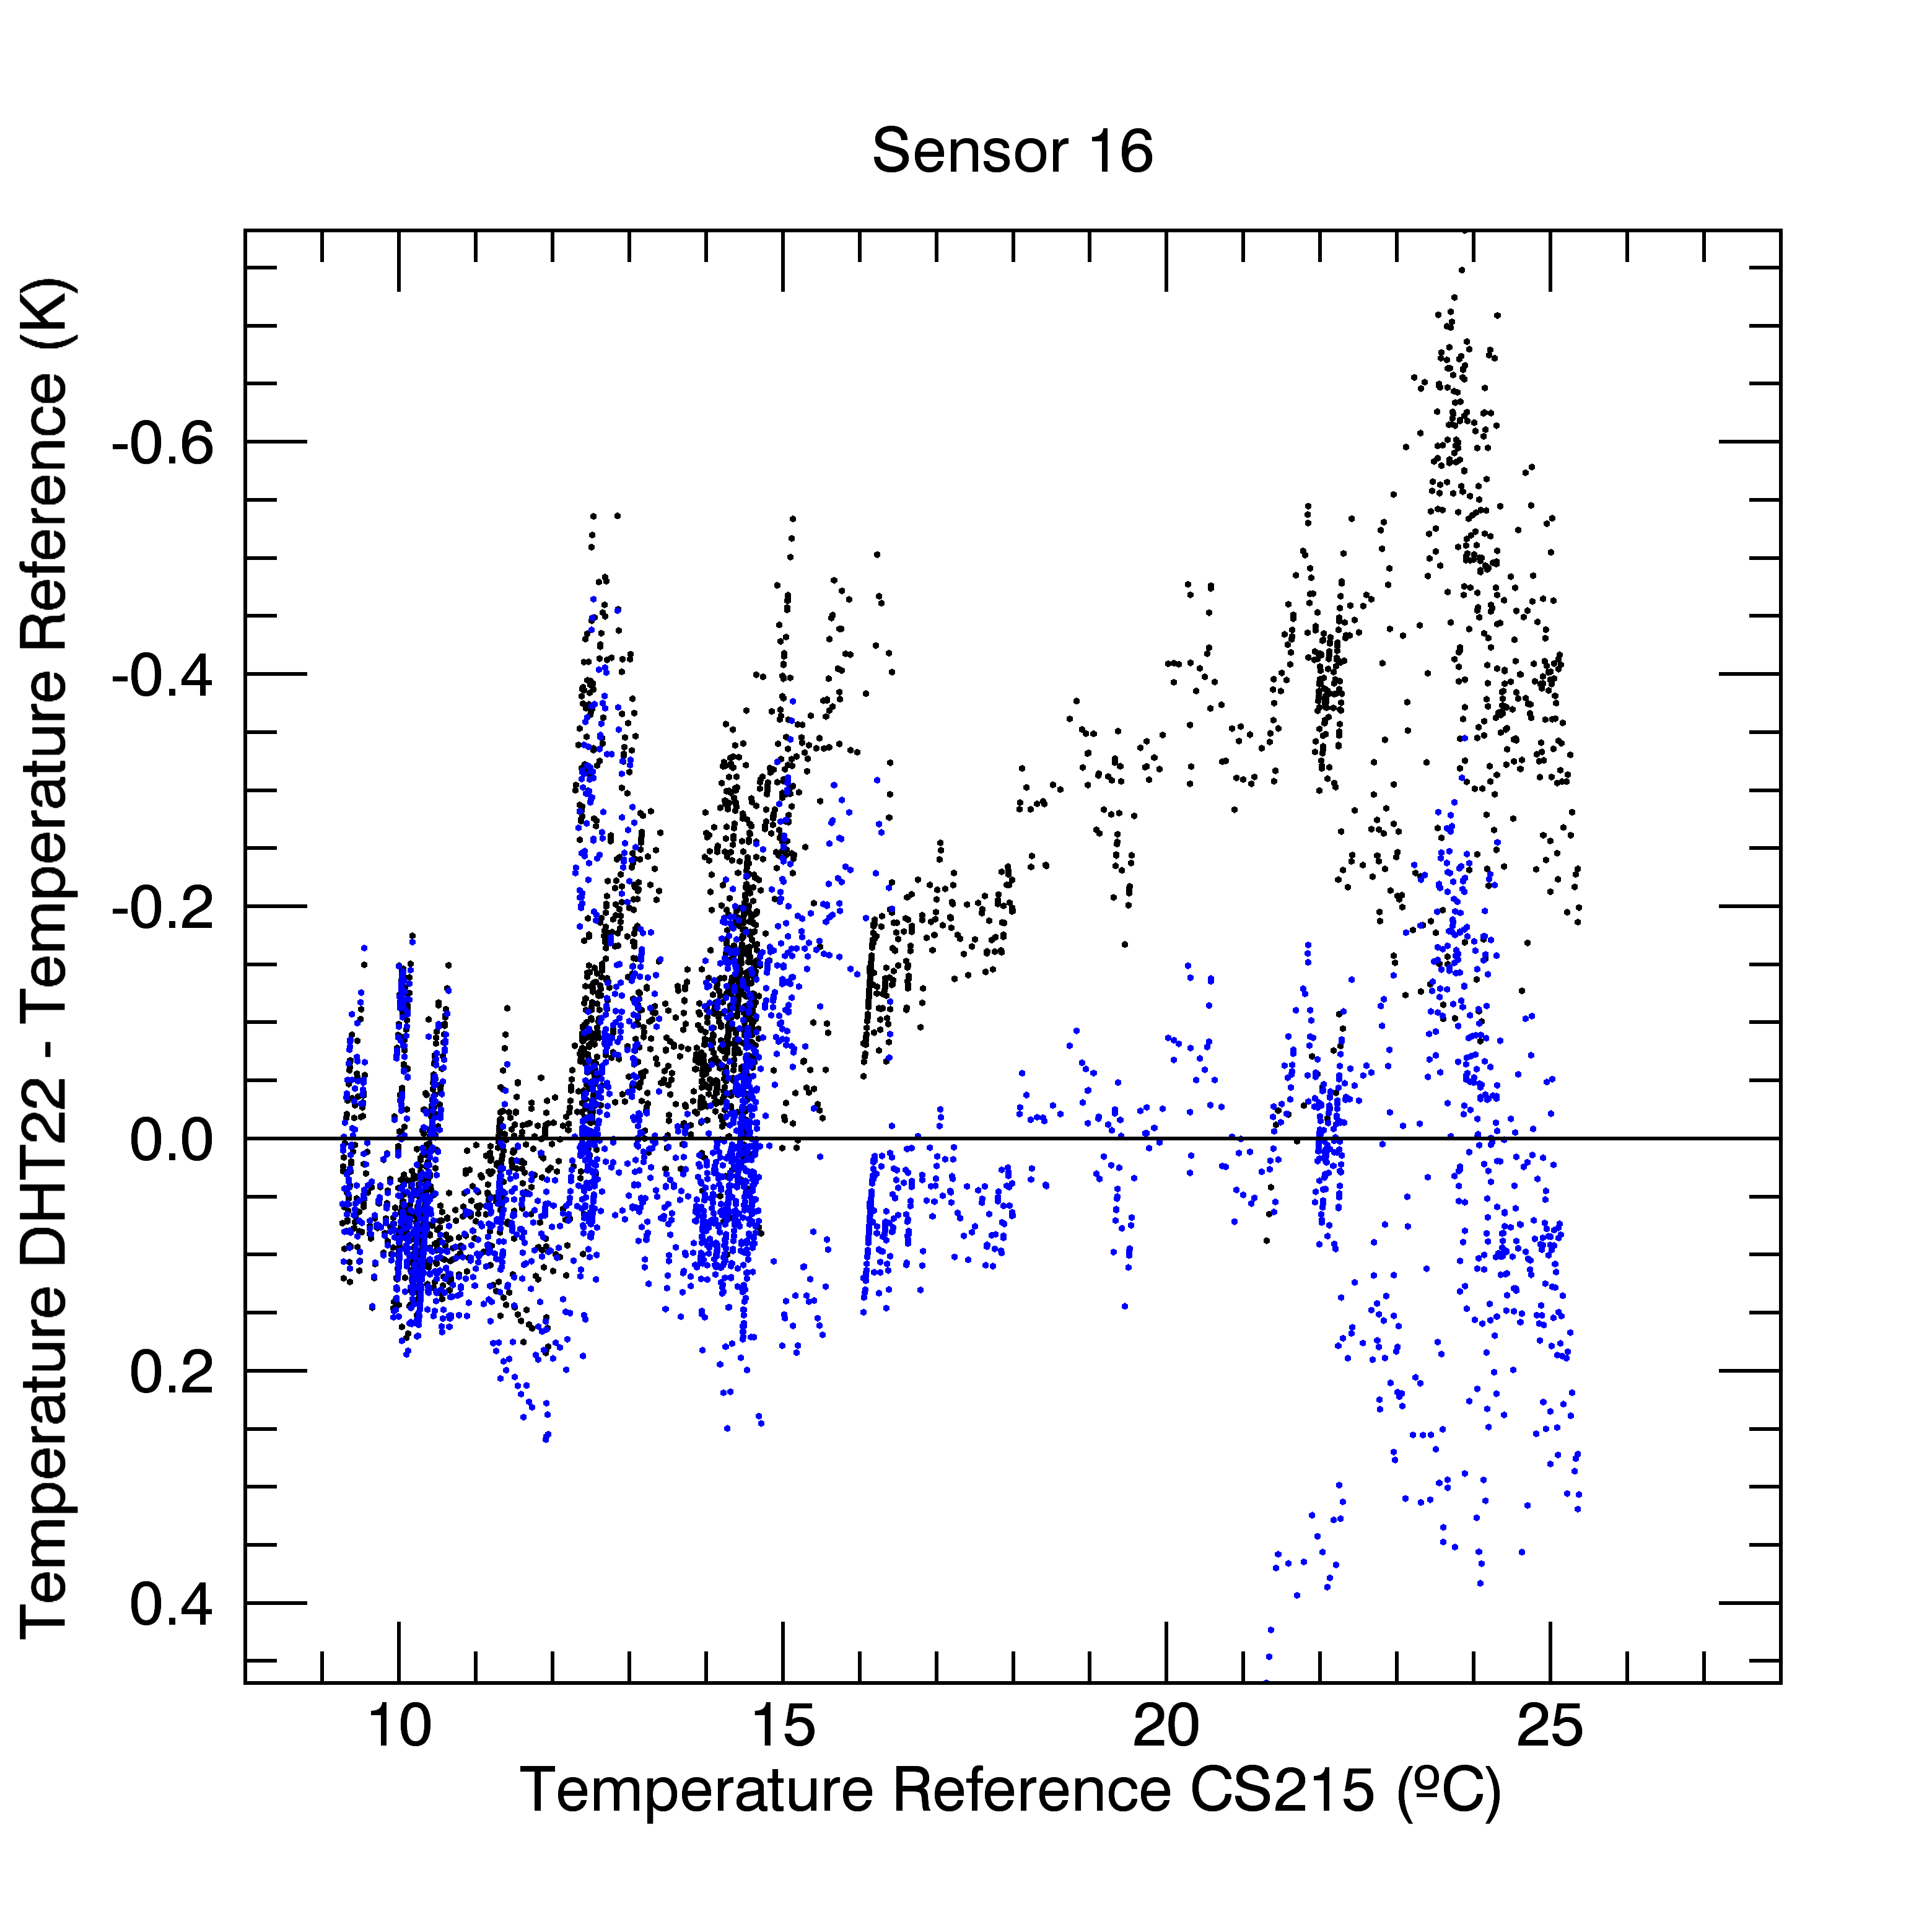 Sensor 16
Temperature DHT22 - Temperature Reference (K)
-0.6
-0.4
-0.2
0.0
0.2
0.4
10 15 20 25
Temperature Reference CS215 (ºC)